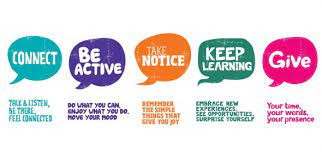 CONNECT
TALK & LISTEN,
BE THERE,
FEEL CONNECTED
BE
ACTIVE
DO WHAT YOU CAN,
ENJOY WHAT YOU DO,
MOVE YOUR MOOD
TAKE
NOTICE
REMEMBER
THE SIMPLE
THINGS THAT
GIVE YOU JOY
KEEP
LEARNING
EMBRACE NEW
EXPERIENCES,
SEE OPPORTUNITIES,
SURPRISE YOURSELF
Give
Your time,
your words,
your presence